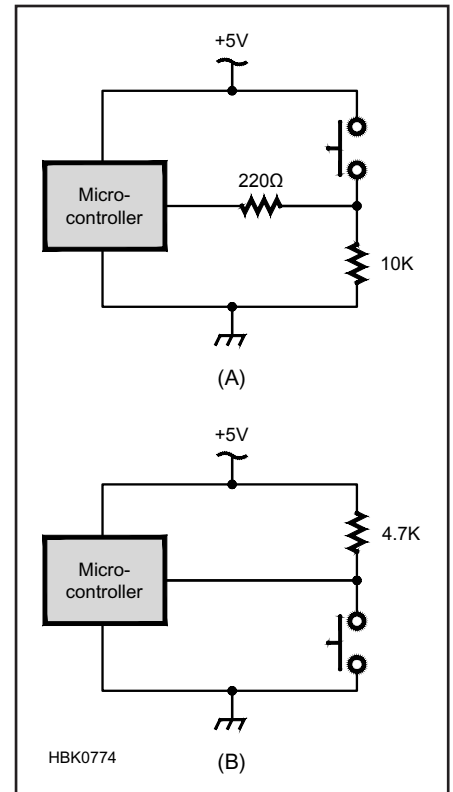 +5V
Micro-
controller
220Ω
10K
(A)
+5V
4.7K
Micro-
controller
HBK0774
(B)